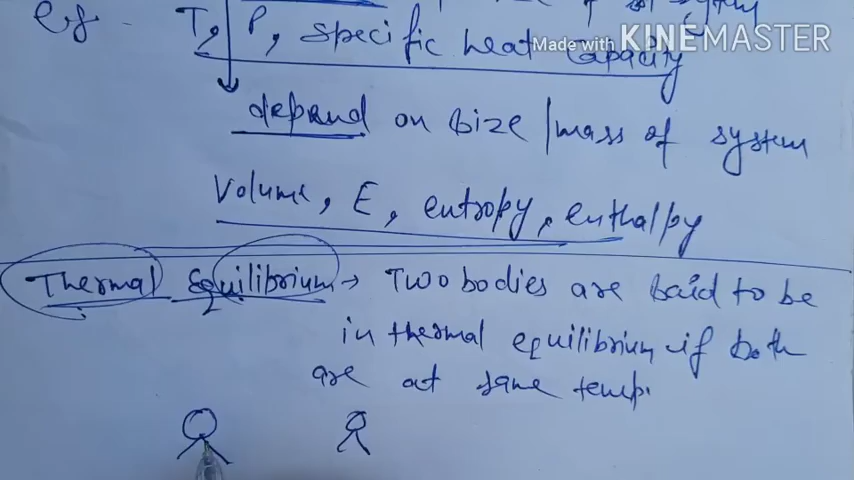 eg - T, P, specific heat capacity
Made with KINEMASTER
depend on size/mass of system
Volume, E, entropy, enthalpy
Thermal Equilibrium → Two bodies are said to be
in thermal equilibrium if both
are at same temp.